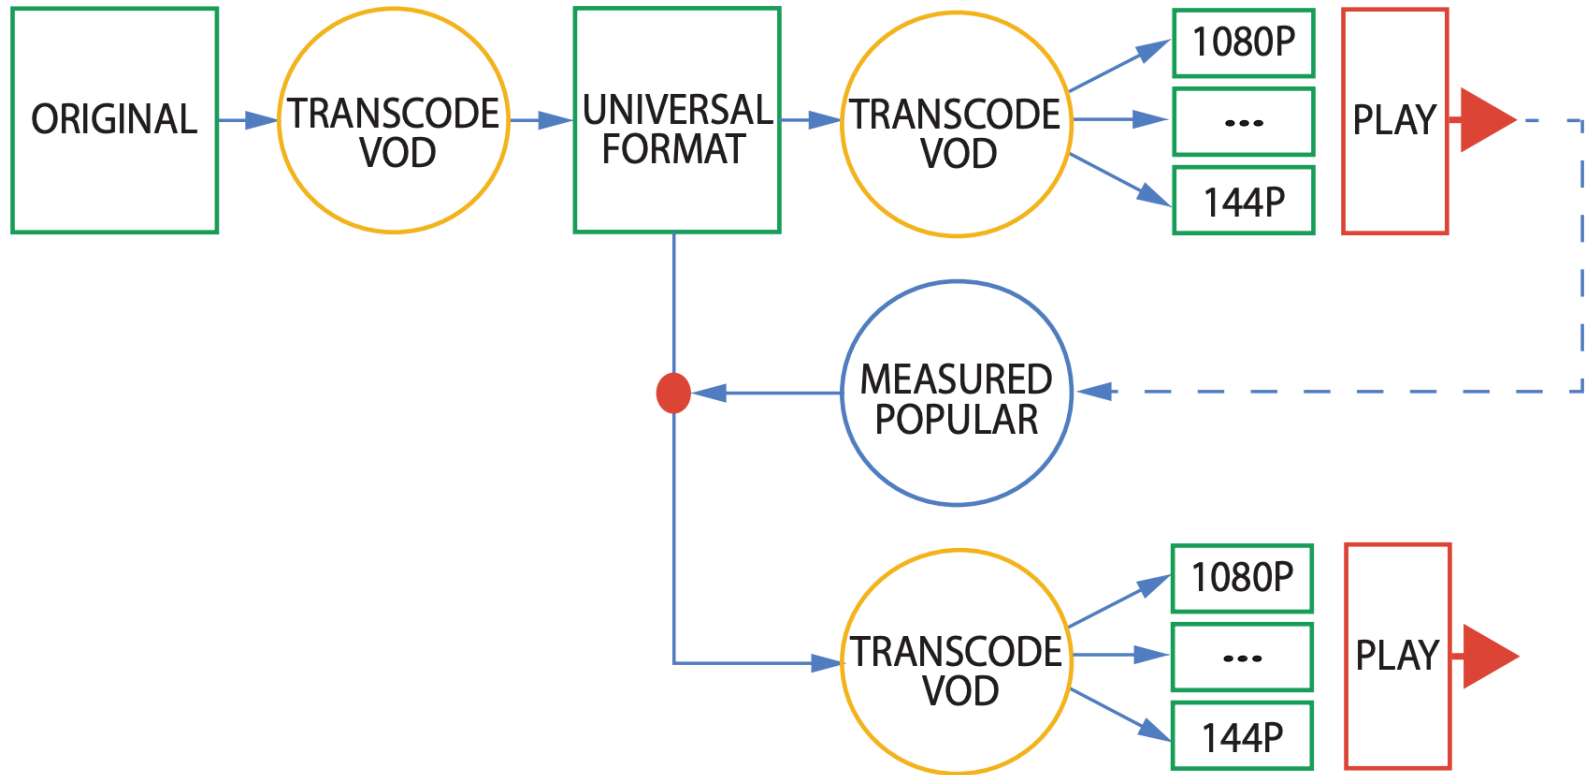 ORIGINAL
TRANSCODE
VOD
UNIVERSAL
FORMAT
TRANSCODE
VOD
1080P
...
144P
PLAY
MEASURED
POPULAR
TRANSCODE
VOD
1080P
...
144P
PLAY